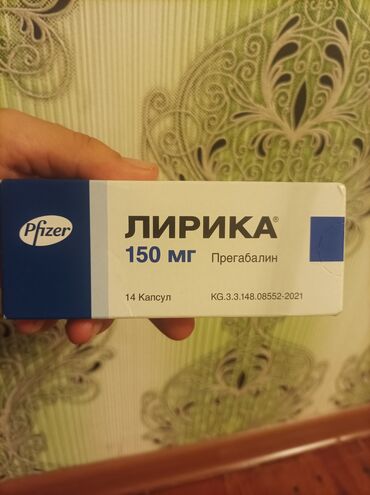 Pfizer
ЛИРИКА®
150 мг Прегабалин
14 Капсул KG.3.3.148.08552-2021